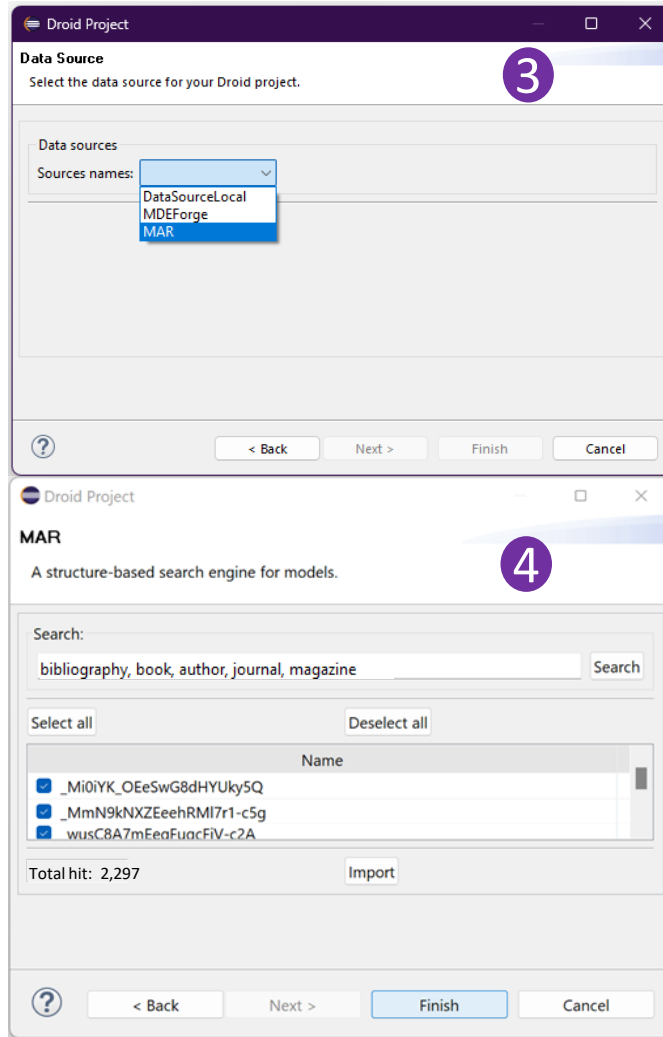 Droid Project
Data Source
Select the data source for your Droid project.
3
Data sources
Sources names:
DataSourceLocal
MDEForge
MAR
?
< Back Next > Finish Cancel
Droid Project
MAR
A structure-based search engine for models.
4
Search:
bibliography, book, author, journal, magazine Search
Select all Deselect all
Name
_Mi0iYK_OEeSwG8dHYUky5Q
_MmN9kNXZEeehRMl7r1-c5g
Total hit: 2,297 Import
?
< Back Next > Finish Cancel